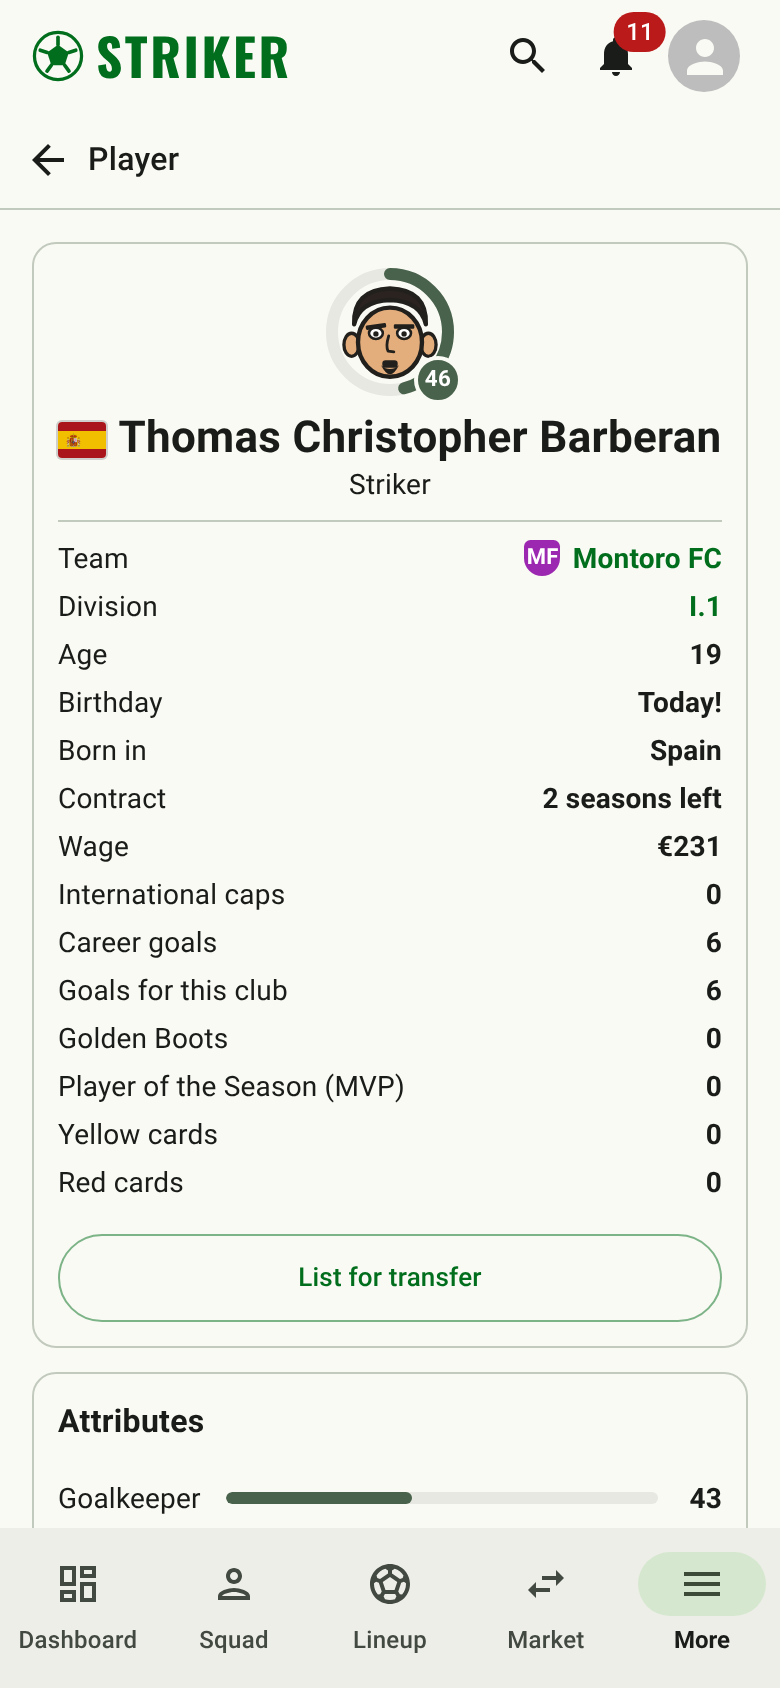 STRIKER
11
Player
46
Thomas Christopher Barberan
Striker
Team MF Montoro FC
Division I.1
Age 19
Birthday Today!
Born in Spain
Contract 2 seasons left
Wage €231
International caps 0
Career goals 6
Goals for this club 6
Golden Boots 0
Player of the Season (MVP) 0
Yellow cards 0
Red cards 0
List for transfer
Attributes
Goalkeeper 43
Dashboard Squad Lineup Market More